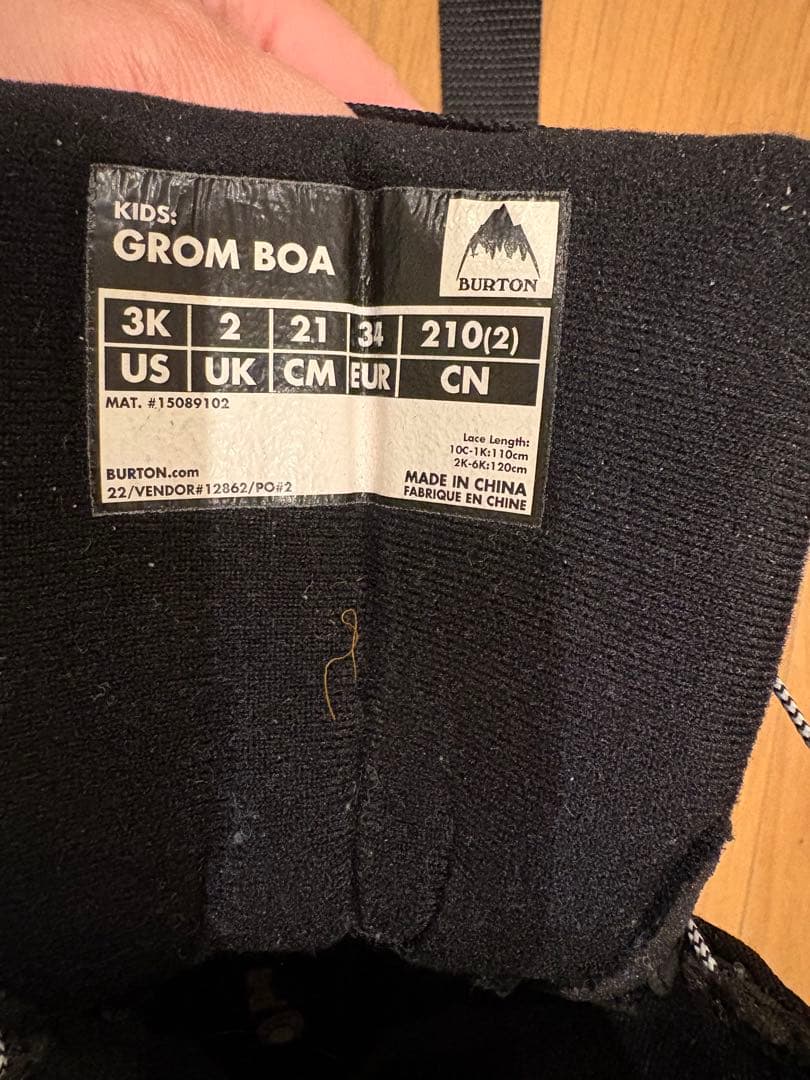 KIDS:
GROM BOA
BURTON
3K 2 21 34 210(2)
US UK CM EUR CN
MAT. #15089102
Lace Length:
10C-1K:110cm
2K-6K:120cm
BURTON.com
22/VENDOR#12862/PO#2
MADE IN CHINA
FABRIQUE EN CHINE